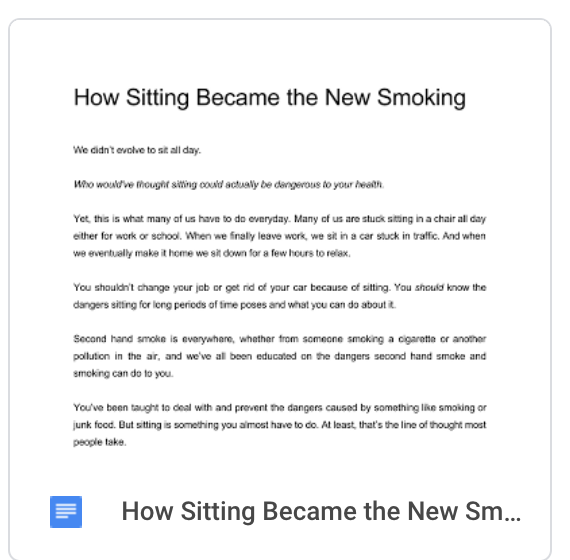 How Sitting Became the New Smoking
We didn't evolve to sit all day.
Who would've thought sitting could actually be dangerous to your health.
Yet, this is what many of us have to do everyday. Many of us are stuck sitting in a chair all day
either for work or school. When we finally leave work, we sit in a car stuck in traffic. And when
we eventually make it home we sit down for a few hours to relax.
You shouldn't change your job or get rid of your car because of sitting. You should know the
dangers sitting for long periods of time poses and what you can do about it.
Second hand smoke is everywhere, whether from someone smoking a cigarette or another
pollution in the air, and we've all been educated on the dangers second hand smoke and
smoking can do to you.
You've been taught to deal with and prevent the dangers caused by something like smoking or
junk food. But sitting is something you almost have to do. At least, that's the line of thought most
people take.
How Sitting Became the New Sm...